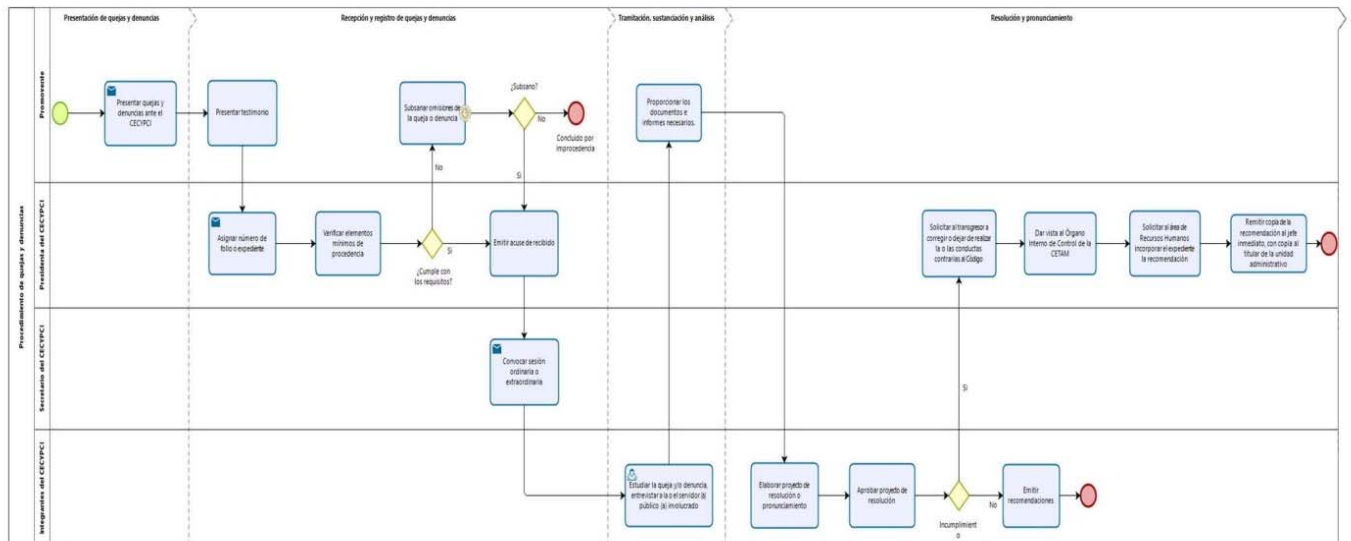 Procedimiento de quejas y denuncias
Presentación de quejas y denuncias
Recepción y registro de quejas y denuncias
Tramitación, sustanciación y análisis
Resolución y pronunciamiento
Promovente
Presentar quejas y
denuncias ante el
CECYPCI
Presentar testimonio
Subsanar omisiones de
la queja o denuncia
¿Subsano?
No
Si
Concluido por
improcedencia
Proporcionar los
documentos e
informes necesarios.
Presidenta del CECYPCI
Asignar número de
folio o expediente
Verificar elementos
mínimos de
procedencia
No
Si
¿Cumple con
los requisitos?
Emitir acuse de recibido
Solicitar al transgresor a
corregir o dejar de realizar
la o las conductas
contrarias al Código
Dar vista al Órgano
interno de Control de la
CETAM
Solicitar al área de
Recursos Humanos
incorporar el expediente
la recomendación
Remitir copia de la
recomendación al jefe
inmediato, con copia al
titular de la unidad
administrativo
Secretario del CECYPCI
Convocar sesión
ordinaria o
extraordinaria
Si
Integrantes del CECYPCI
Estudiar la queja y/o denuncia,
entrevistar a la o el servidor (a)
público (a) involucrado
Elaborar proyecto de
resolución o
pronunciamiento
Aprobar proyecto de
resolución
Incumplimient
o
No
Emitir
recomendaciones